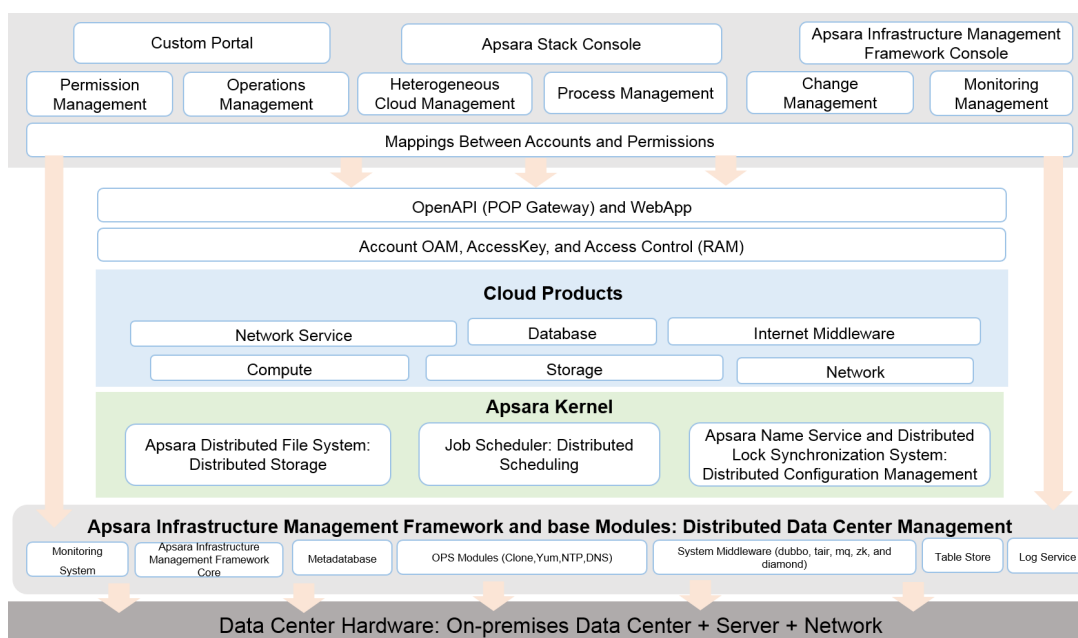 Custom Portal
Apsara Stack Console
Apsara Infrastructure Management
Framework Console
Permission
Management
Operations
Management
Heterogeneous
Cloud Management
Process Management
Change
Management
Monitoring
Management
Mappings Between Accounts and Permissions
OpenAPI (POP Gateway) and WebApp
Account OAM, AccessKey, and Access Control (RAM)
Cloud Products
Network Service
Database
Internet Middleware
Compute
Storage
Network
Apsara Kernel
Apsara Distributed File System:
Distributed Storage
Job Scheduler: Distributed
Scheduling
Apsara Name Service and Distributed
Lock Synchronization System:
Distributed Configuration Management
Apsara Infrastructure Management Framework and base Modules: Distributed Data Center Management
Monitoring
System
Apsara Infrastructure
Management Framework
Core
Metadatabase
OPS Modules (Clone,Yum,NTP,DNS)
System Middleware (dubbo, tair, mq, zk, and
diamond)
Table Store
Log Service
Data Center Hardware: On-premises Data Center + Server + Network